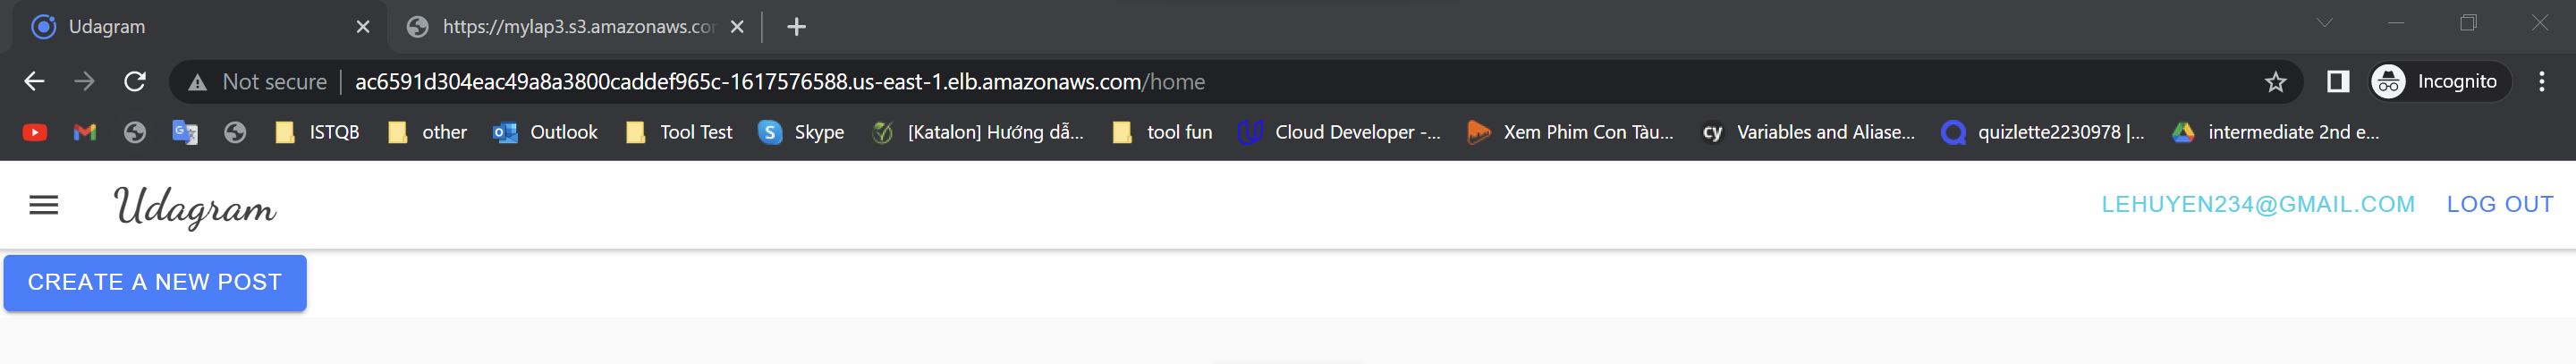 Udagram
https://mylap3.s3.amazonaws.co
Not secure ac6591d304eac49a8a3800caddef965c-1617576588.us-east-1.elb.amazonaws.com/home Incognito
ISTQB other Outlook Tool Test Skype [Katalon] Hướng dẫ... tool fun Cloud Developer -... Xem Phim Con Tàu... cy Variables and Aliase... quizlette2230978 |... intermediate 2nd e...
Udagram LEHUYEN234@GMAIL.COM LOG OUT
CREATE A NEW POST